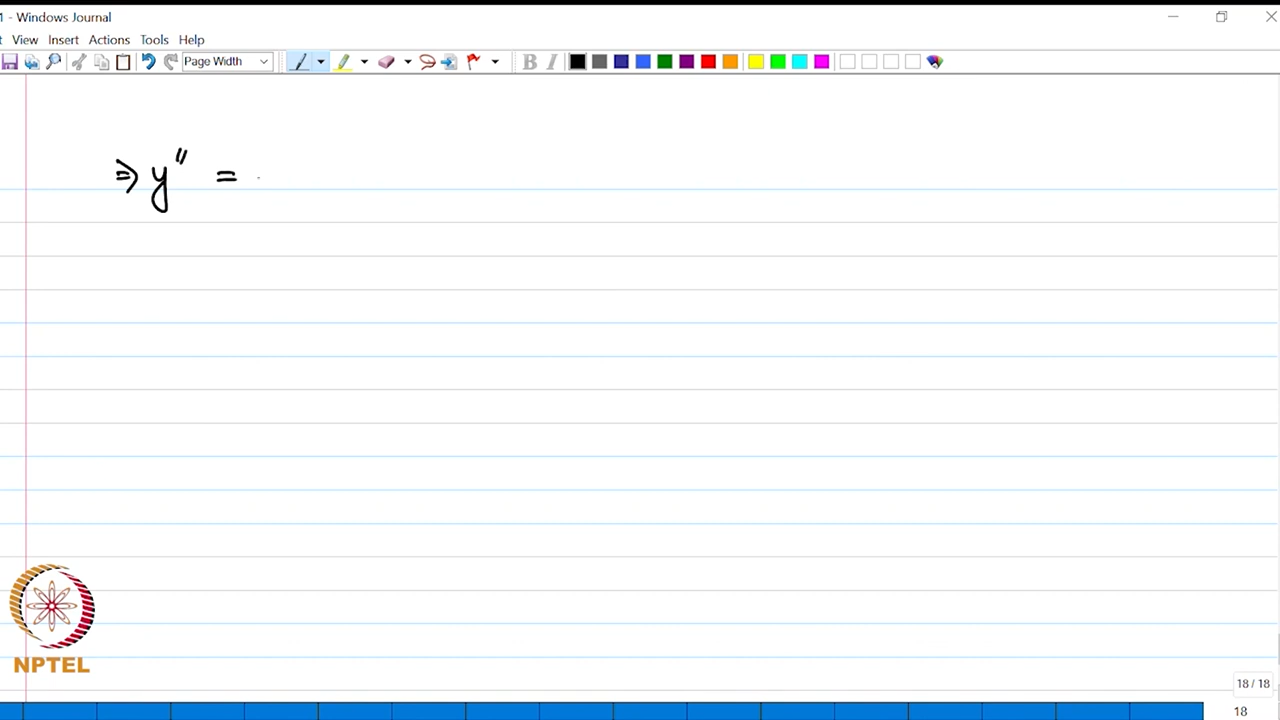 1 - Windows Journal
t View Insert Actions Tools Help
Page Width B I
⇒ y" =
NPTEL
18 / 18
18